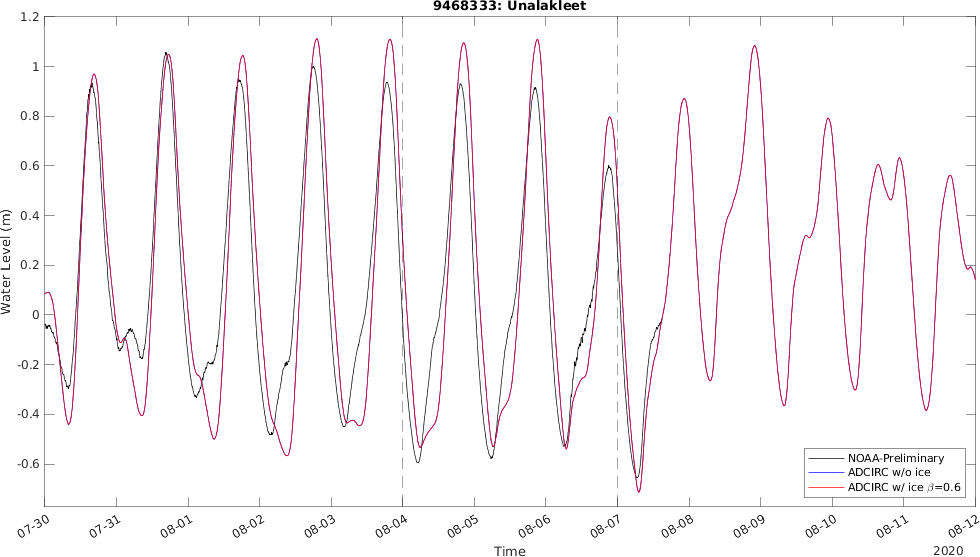 9468333: Unalakleet
1.2
1
0.8
0.6
0.4
0.2
0
-0.2
-0.4
-0.6
Water Level (m)
NOAA-Preliminary
ADCIRC w/o ice
ADCIRC w/ ice β=0.6
07-30 07-31 08-01 08-02 08-03 08-04 08-05 08-06 08-07 08-08 08-09 08-10 08-11 08-12
Time
2020